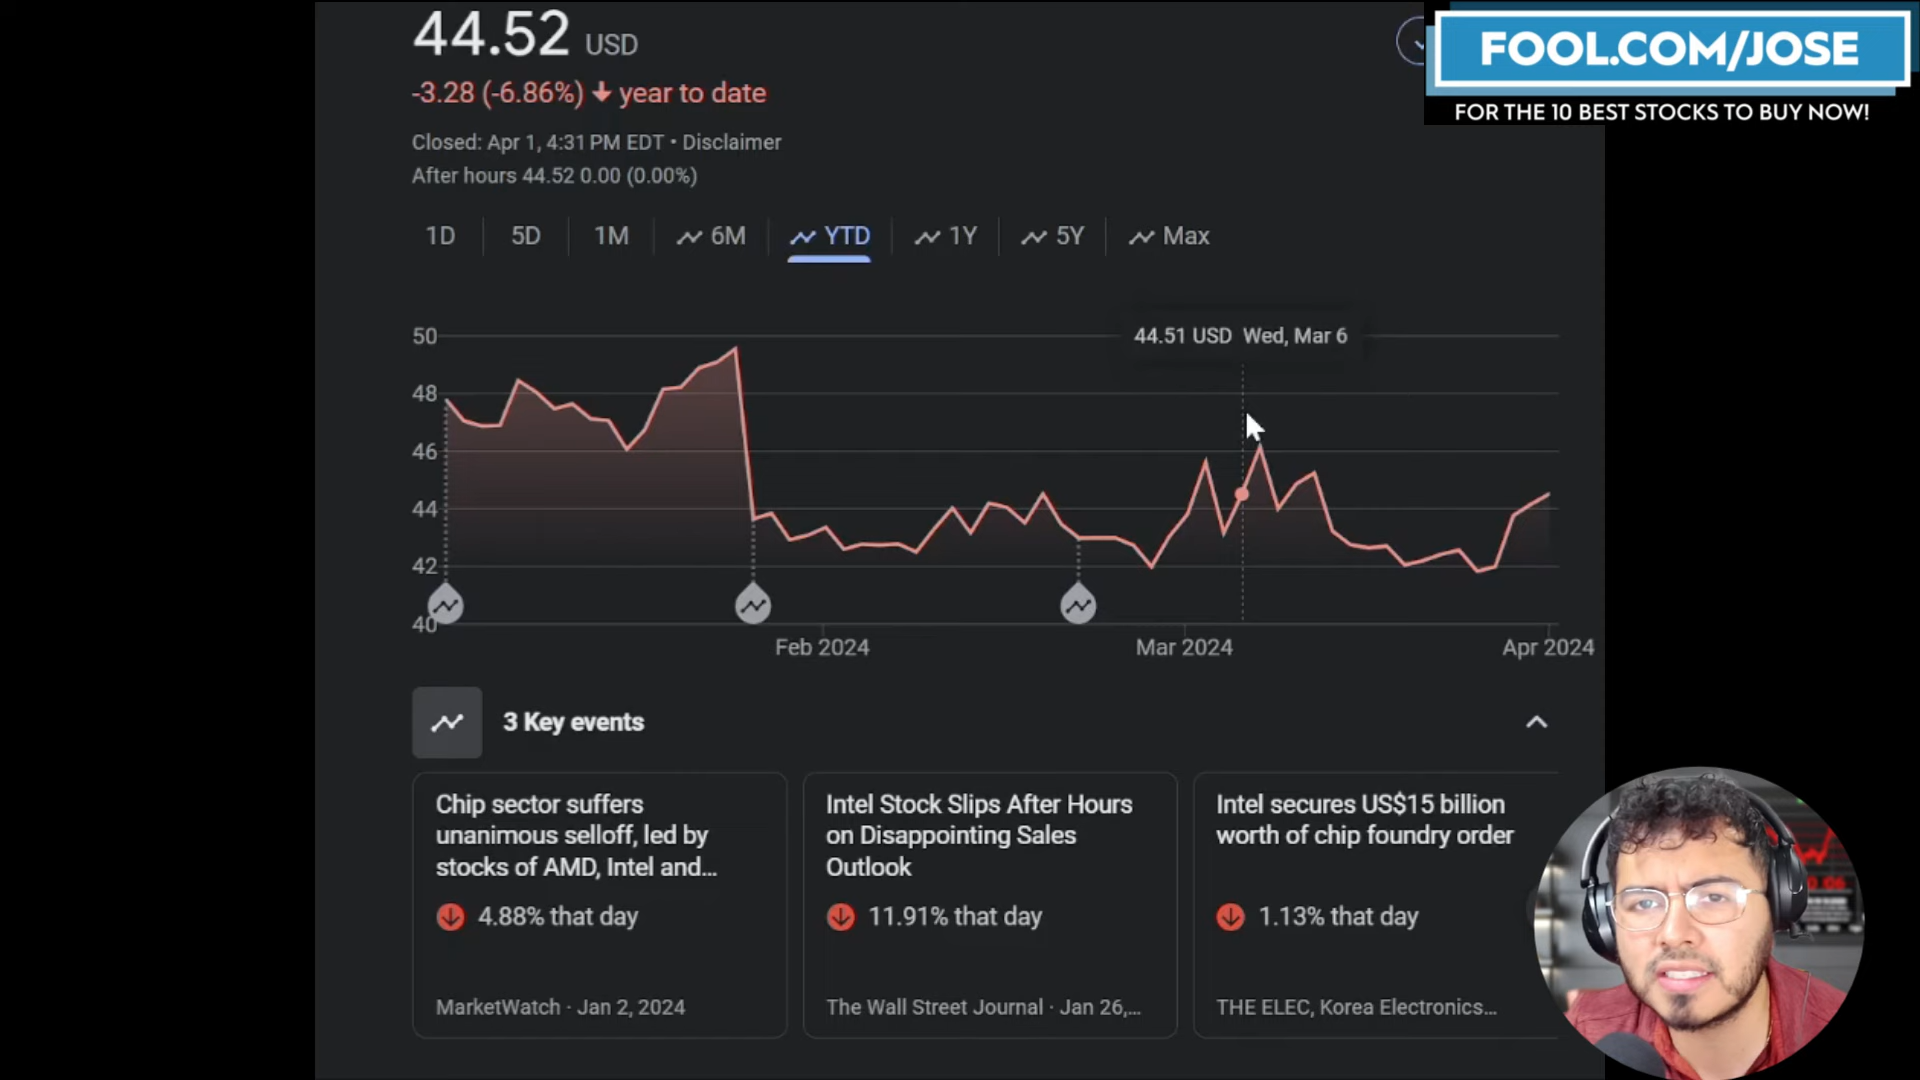 44.52 USD
FOOL.COM/JOSE
FOR THE 10 BEST STOCKS TO BUY NOW!
-3.28 (-6.86%) year to date
Closed: Apr 1, 4:31 PM EDT • Disclaimer
After hours 44.52 0.00 (0.00%)
1D 5D 1M 6M YTD 1Y 5Y Max
44.51 USD Wed, Mar 6
50
48
46
44
42
40
Feb 2024 Mar 2024 Apr 2024
3 Key events
Chip sector suffers
unanimous selloff, led by
stocks of AMD, Intel and...
4.88% that day
MarketWatch · Jan 2, 2024
Intel Stock Slips After Hours
on Disappointing Sales
Outlook
11.91% that day
The Wall Street Journal · Jan 26,...
Intel secures US$15 billion
worth of chip foundry order
1.13% that day
THE ELEC, Korea Electronics...